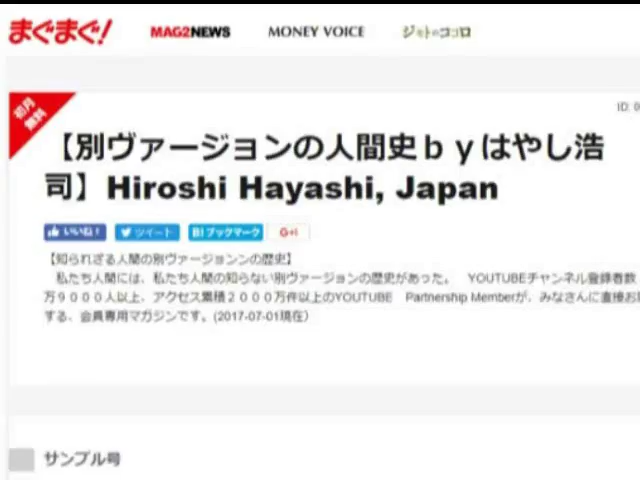 まぐまぐ! MAG2NEWS MONEY VOICE ジモトのココロ
初月
無料
ID: 0
【別ヴァージョンの人間史ｂｙはやし浩
司】Hiroshi Hayashi, Japan
いいね! ツイート B!ブックマーク G+1
【知られざる人間の別ヴァージョンンの歴史】
私たち人間には、私たち人間の知らない別ヴァージョンの歴史があった。 YOUTUBEチャンネル登録者数
万９０００人以上、アクセス累積２０００万件以上のYOUTUBE Partnership Memberが、みなさんに直接お
する、会員専用マガジンです。(2017-07-01現在)
サンプル号